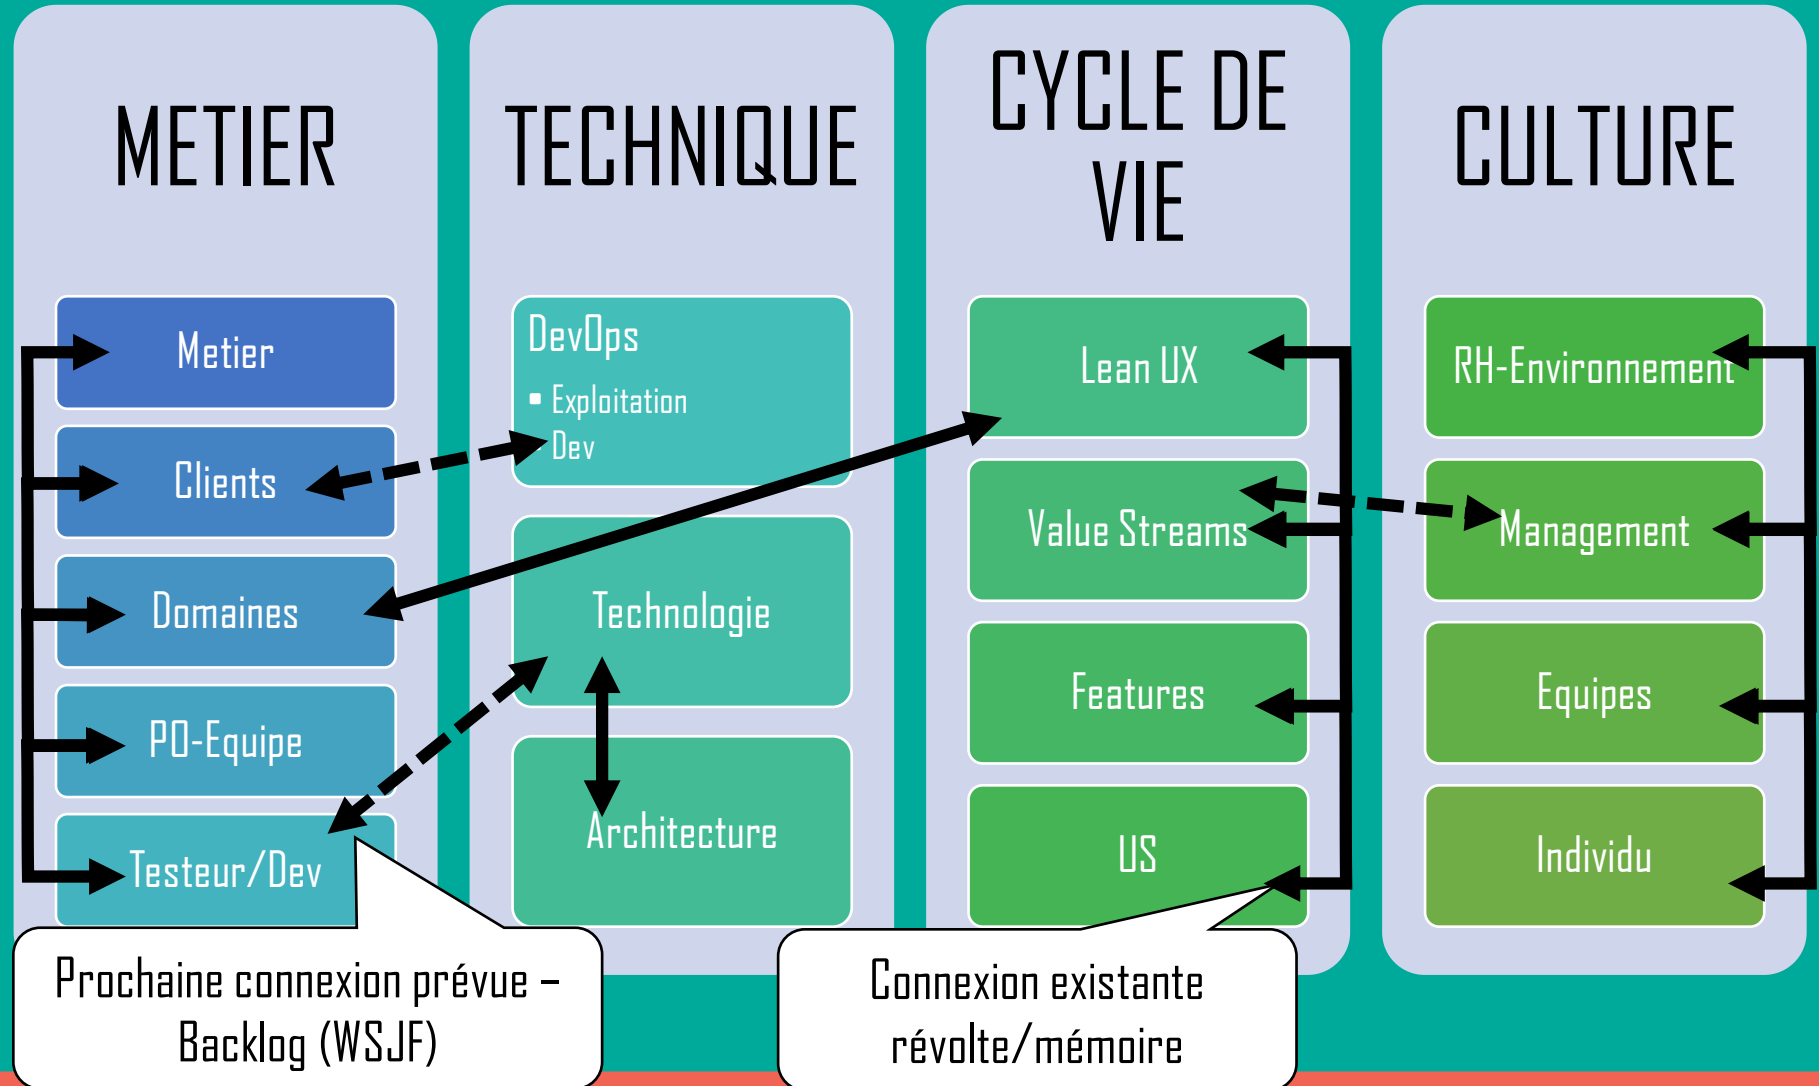 METIER
Metier
Clients
Domaines
PO-Equipe
Testeur/Dev
TECHNIQUE
DevOps
▪ Exploitation
▪ Dev
Technologie
Architecture
CYCLE DE
VIE
Lean UX
Value Streams
Features
US
CULTURE
RH-Environnement
Management
Equipes
Individu
Prochaine connexion prévue –
Backlog (WSJF)
Connexion existante
révolte/mémoire